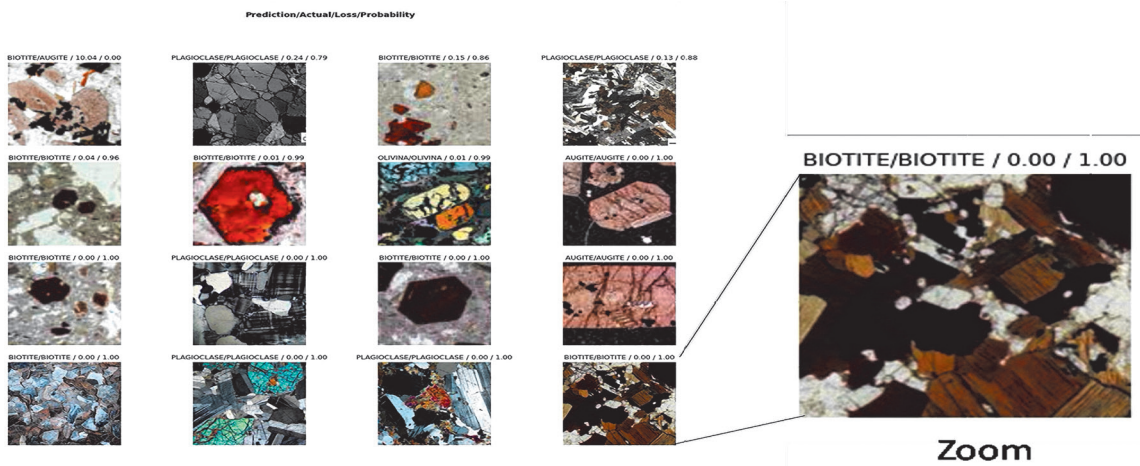 Prediction/Actual/Loss/Probability
BIOTITE/AUGITE / 10.04 / 0.00
PLAGIOCLASE/PLAGIOCLASE / 0.24 / 0.79
BIOTITE/BIOTITE / 0.15 / 0.86
PLAGIOCLASE/PLAGIOCLASE / 0.13 / 0.88
BIOTITE/BIOTITE / 0.04 / 0.96
BIOTITE/BIOTITE / 0.01 / 0.99
OLIVINA/OLIVINA / 0.01 / 0.99
AUGITE/AUGITE / 0.00 / 1.00
BIOTITE/BIOTITE / 0.00 / 1.00
PLAGIOCLASE/PLAGIOCLASE / 0.00 / 1.00
BIOTITE/BIOTITE / 0.00 / 1.00
AUGITE/AUGITE / 0.00 / 1.00
BIOTITE/BIOTITE / 0.00 / 1.00
PLAGIOCLASE/PLAGIOCLASE / 0.00 / 1.00
PLAGIOCLASE/PLAGIOCLASE / 0.00 / 1.00
BIOTITE/BIOTITE / 0.00 / 1.00
BIOTITE/BIOTITE / 0.00 / 1.00
Zoom